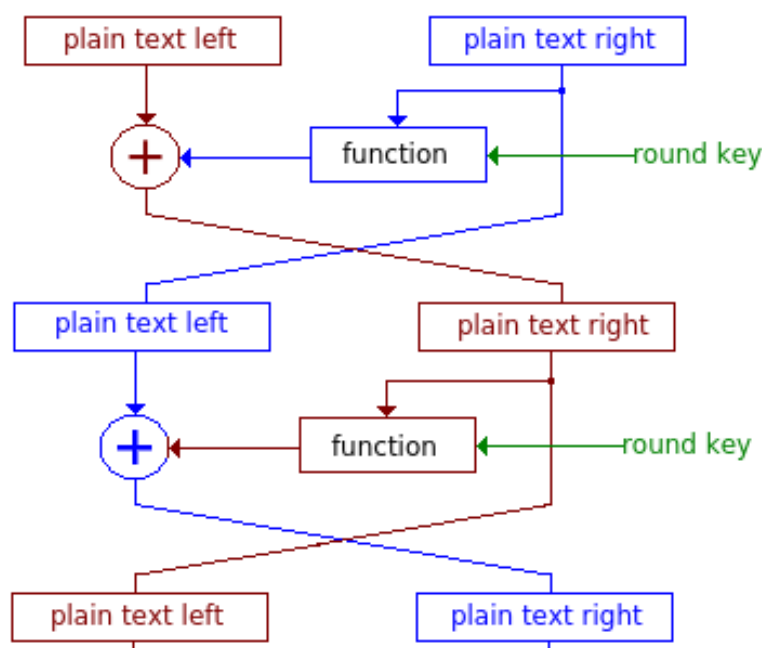 plain text left
plain text right
+
function
round key
plain text left
plain text right
+
function
round key
plain text left
plain text right